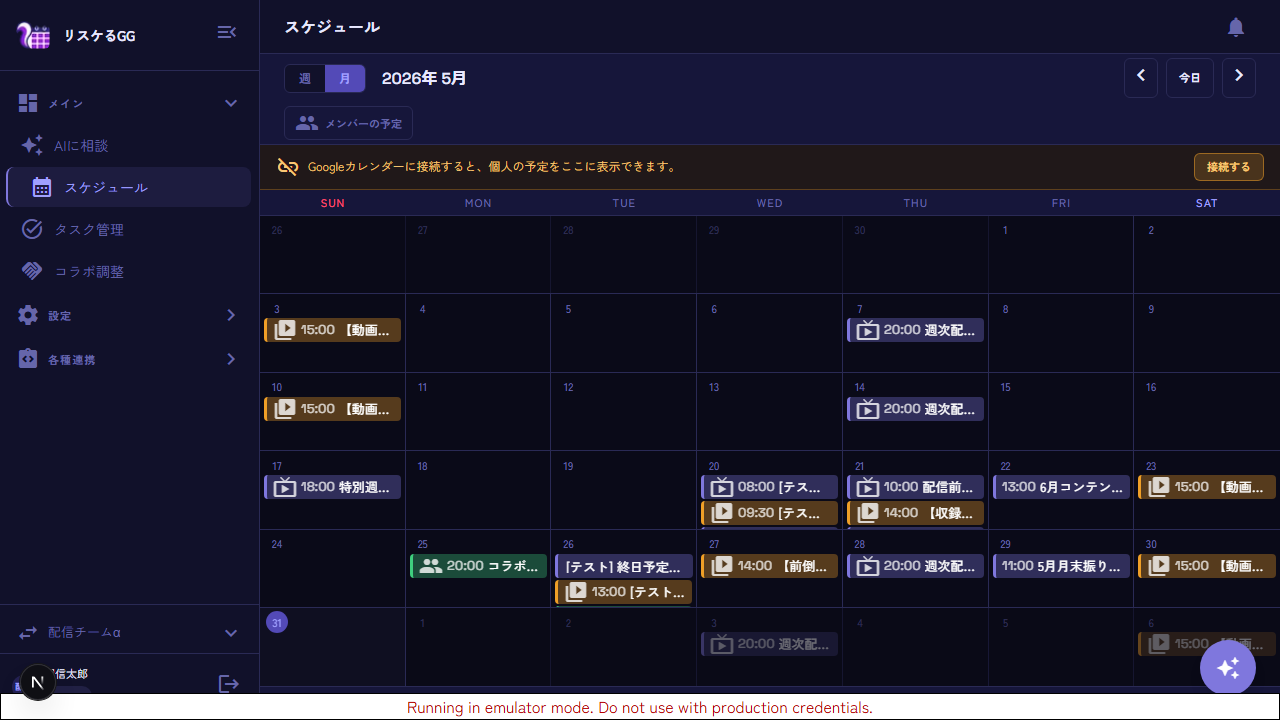 リスケるGG
メイン
AIに相談
スケジュール
タスク管理
コラボ調整
設定
各種連携
配信チームα
信太郎
N
スケジュール
週 月 2026年 5月
今日
メンバーの予定
Googleカレンダーに接続すると、個人の予定をここに表示できます。
接続する
SUN MON TUE WED THU FRI SAT
26 27 28 29 30 1 2
3 4 5 6 7 8 9
15:00 【動画...
20:00 週次配...
10 11 12 13 14 15 16
15:00 【動画...
20:00 週次配...
17 18 19 20 21 22 23
18:00 特別週...
08:00 [テス...
10:00 配信前...
13:00 6月コンテン...
15:00 【動画...
09:30 [テス...
14:00 【収録...
24 25 26 27 28 29 30
20:00 コラボ...
[テスト] 終日予定...
14:00 【前倒...
20:00 週次配...
11:00 5月月末振り...
15:00 【動画...
13:00 [テスト...
31 1 2 3 4 5 6
20:00 週次配...
15:00
Running in emulator mode. Do not use with production credentials.